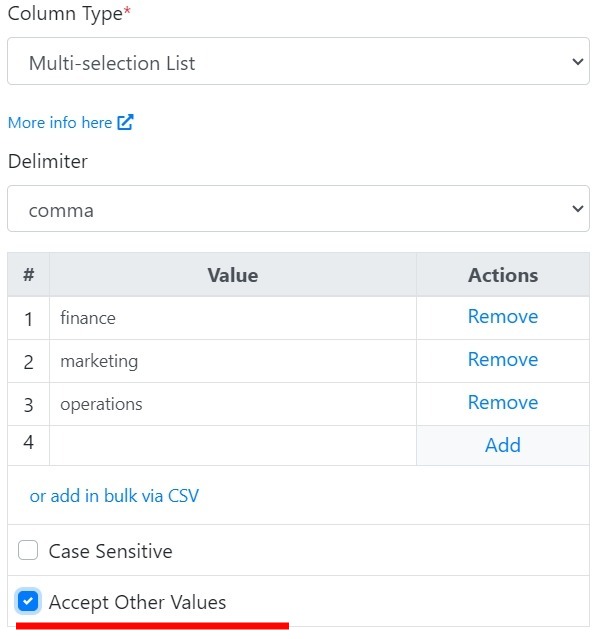 Column Type*
Multi-selection List
More info here
Delimiter
comma
# Value Actions
1 finance Remove
2 marketing Remove
3 operations Remove
4 Add
or add in bulk via CSV
Case Sensitive
Accept Other Values